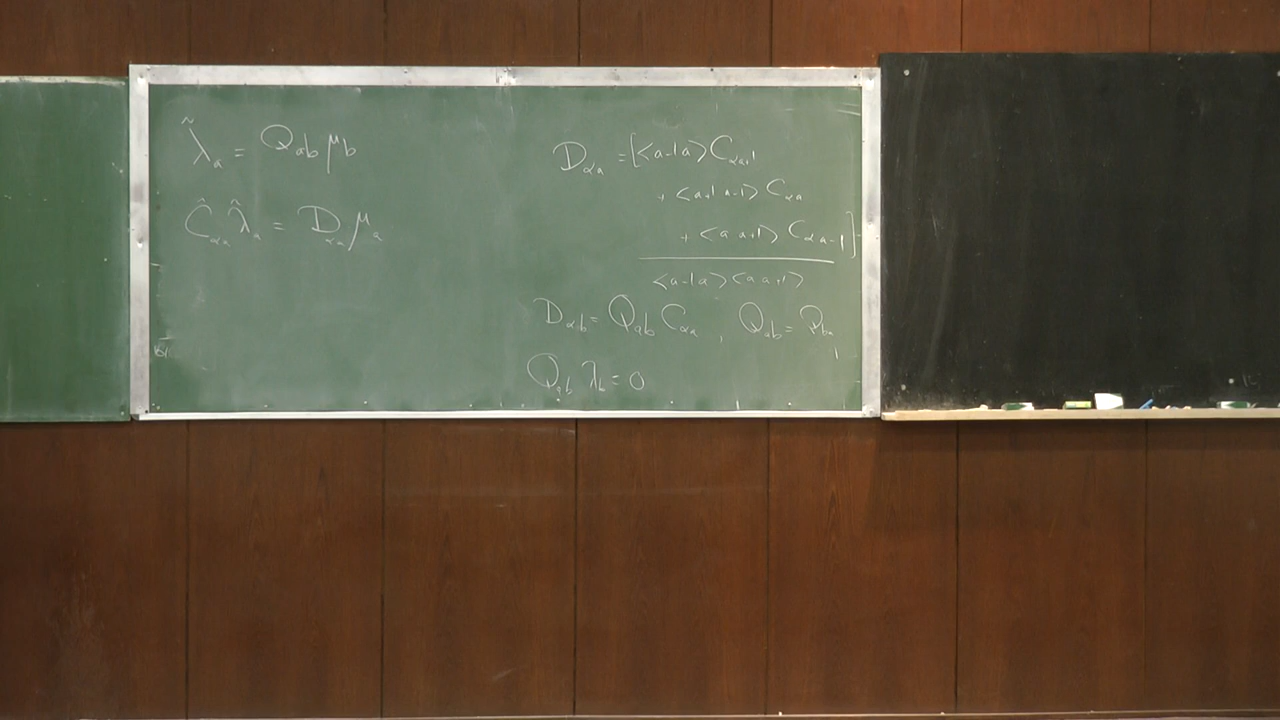 λ̃_a = Q_ab μ_b
Ĉ_αa λ̂_a = D_αa μ_a
D_αa = [<a-1 a> C_αa+1
+ <a+1 a-1> C_αa
+ <a a+1> C_αa-1]
<a-1 a> <a a+1>
D_αb = Q_ab C_αa , Q_ab = Q_ba ,
Q_ab λ_b = 0